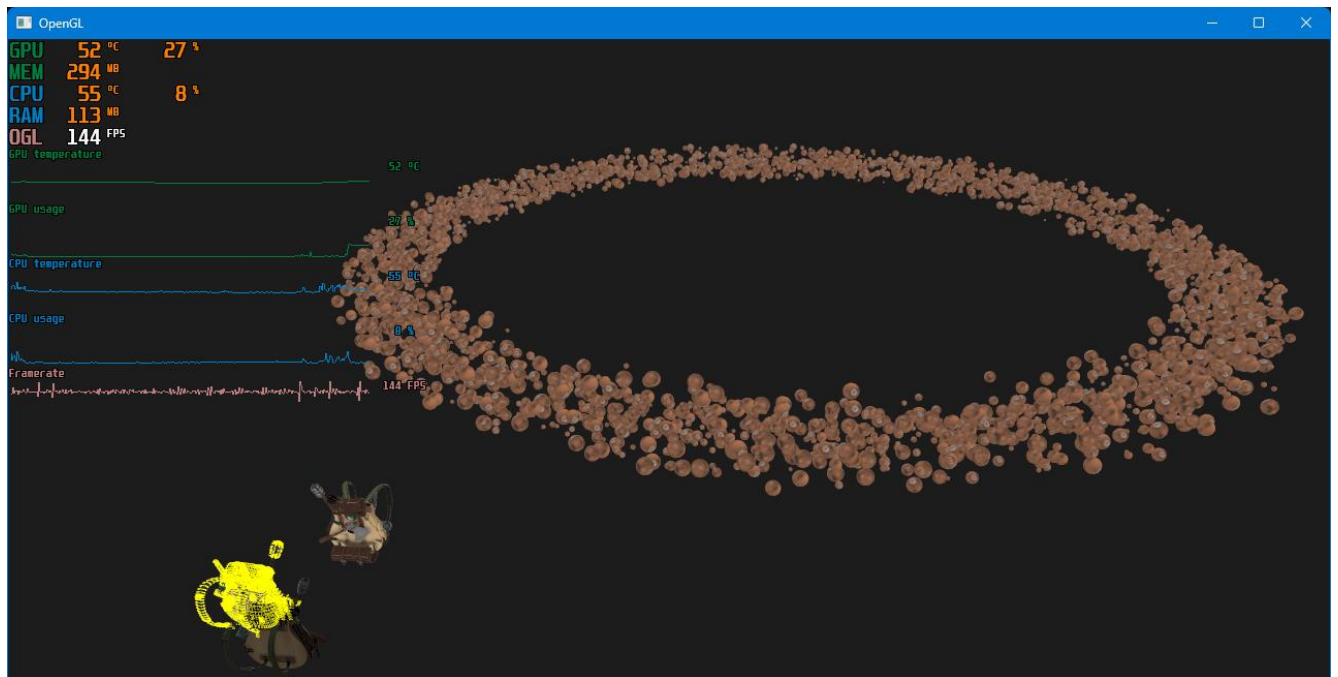 OpenGL
GPU 52 °C 27 %
MEM 294 MB
CPU 55 °C 8 %
RAM 113 MB
OGL 144 FPS
GPU temperature
52 °C
GPU usage
27 %
CPU temperature
55 °C
CPU usage
8 %
Framerate
144 FPS